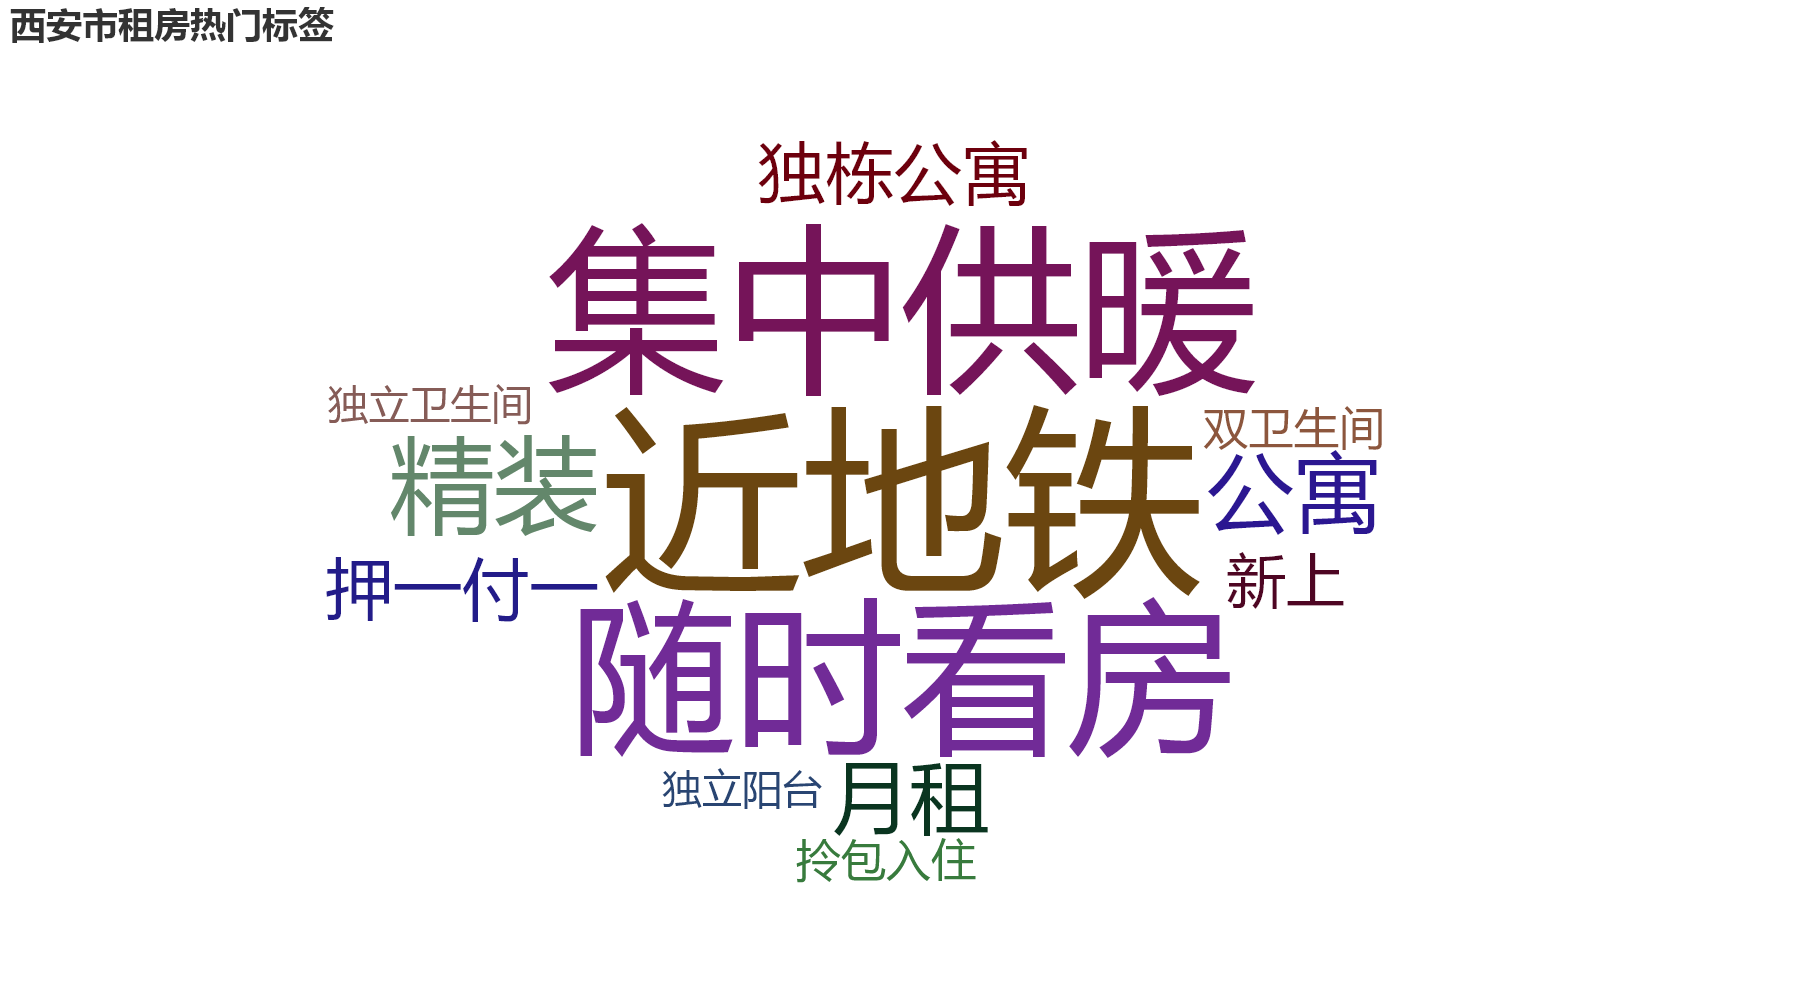 西安市租房热门标签
独栋公寓
集中供暖
独立卫生间
双卫生间
精装
近地铁
公寓
押一付一
新上
随时看房
独立阳台
月租
拎包入住